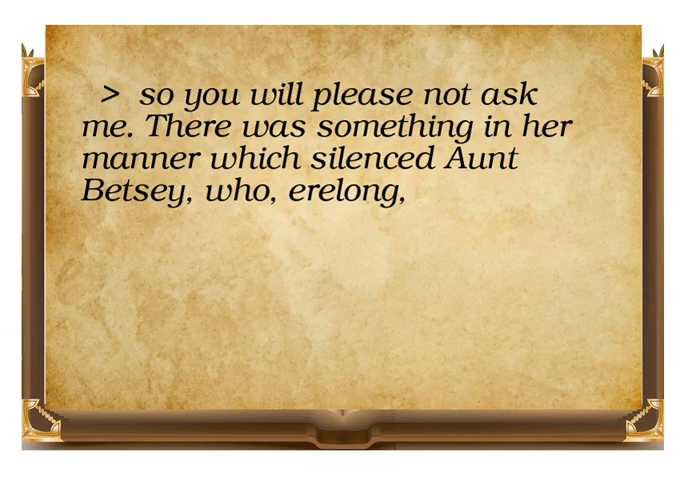 > so you will please not ask
me. There was something in her
manner which silenced Aunt
Betsey, who, erelong,